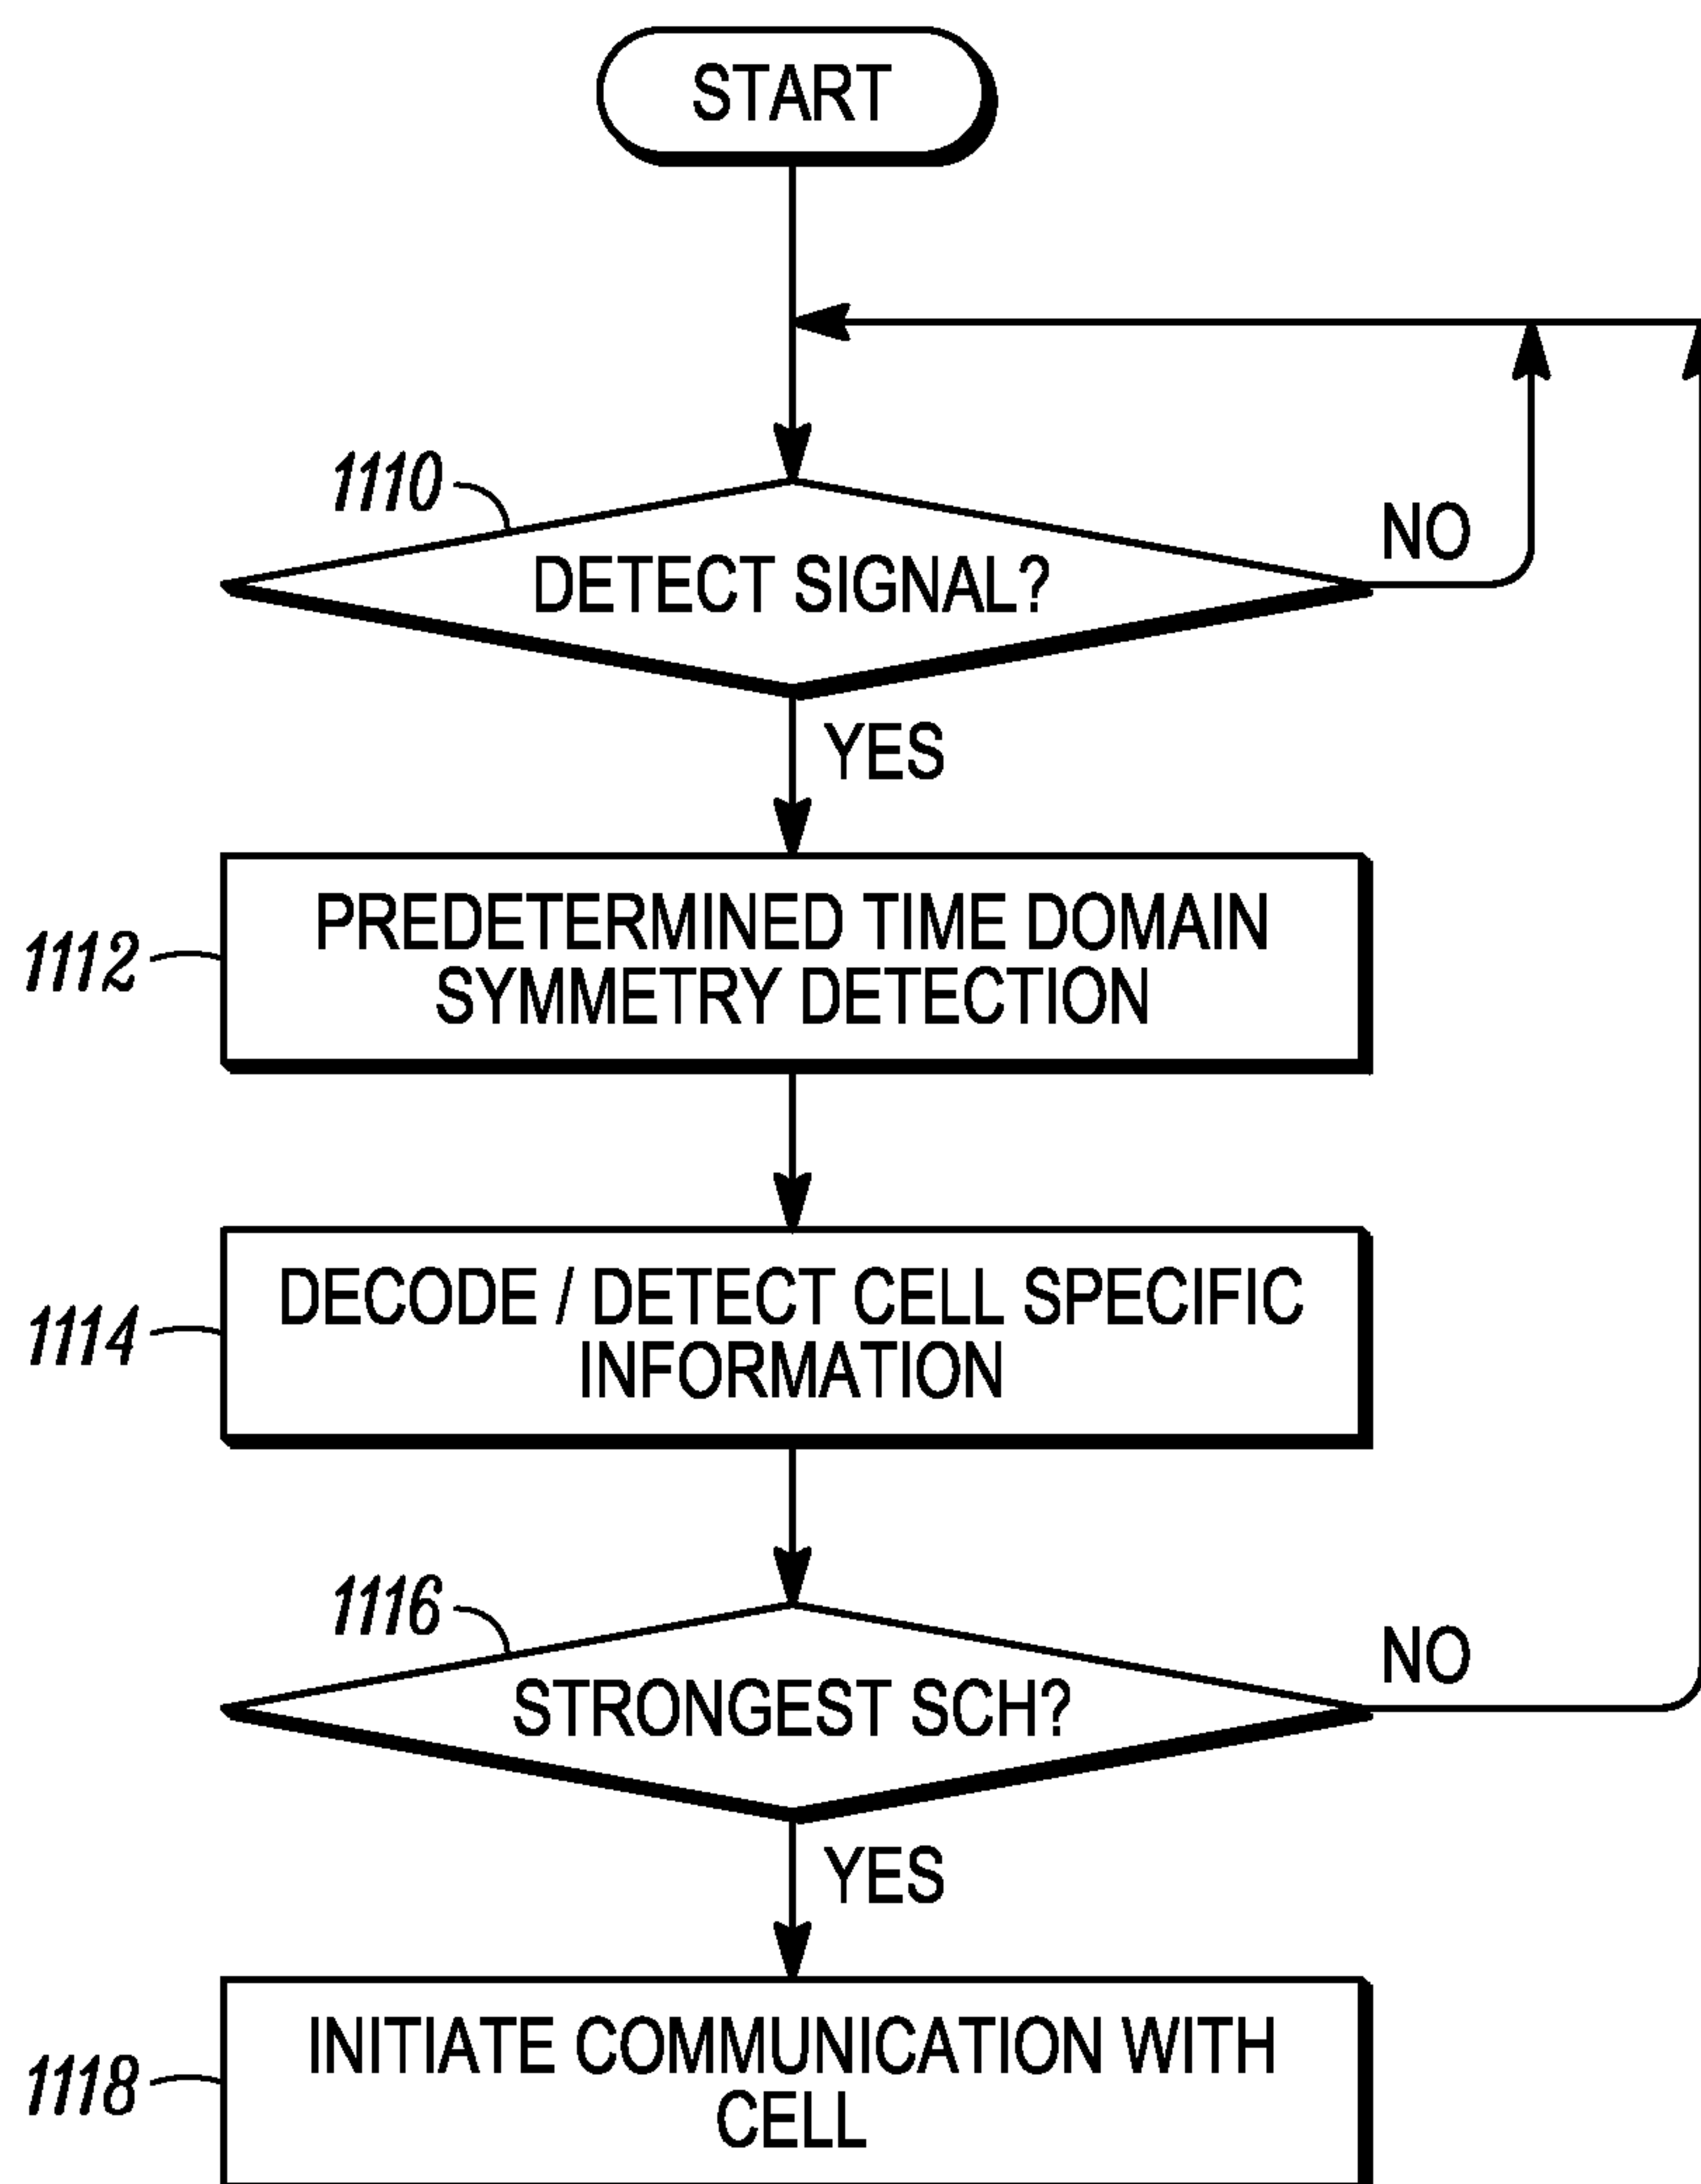 START
1110
DETECT SIGNAL?
NO
YES
1112
PREDETERMINED TIME DOMAIN
SYMMETRY DETECTION
1114
DECODE / DETECT CELL SPECIFIC
INFORMATION
1116
STRONGEST SCH?
NO
YES
1118
INITIATE COMMUNICATION WITH
CELL